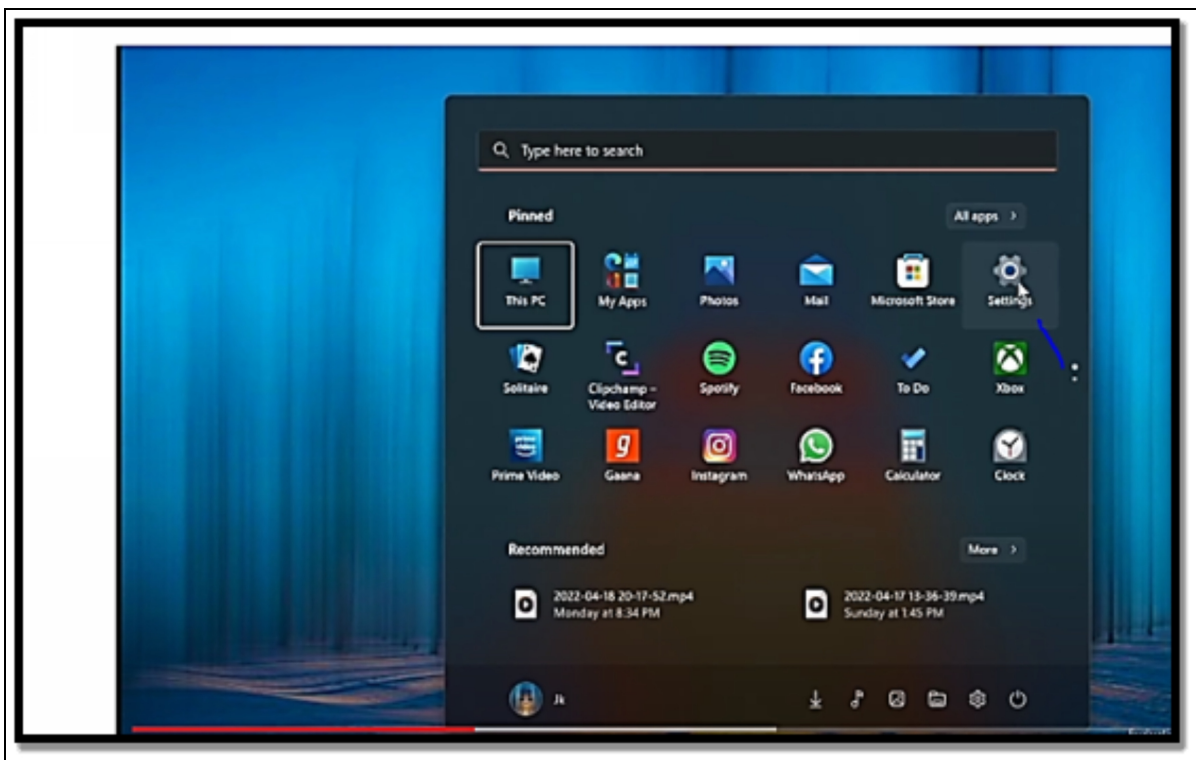 Type here to search
Pinned
All apps >
This PC
My Apps
Photos
Mail
Microsoft Store
Settings
Solitaire
Clipchamp –
Video Editor
Spotify
Facebook
To Do
Xbox
Prime Video
Gaana
Instagram
WhatsApp
Calculator
Clock
Recommended
More >
2022-04-18 20-17-52.mp4
Monday at 8:34 PM
2022-04-17 13-36-39.mp4
Sunday at 1:45 PM
Jk